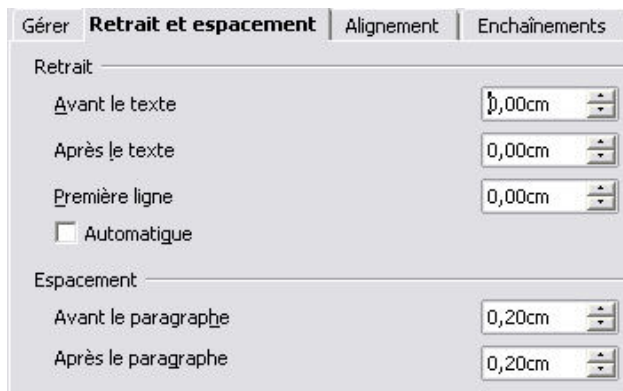 Gérer Retrait et espacement Alignement Enchaînements
Retrait
Avant le texte 0,00cm
Après le texte 0,00cm
Première ligne 0,00cm
Automatique
Espacement
Avant le paragraphe 0,20cm
Après le paragraphe 0,20cm